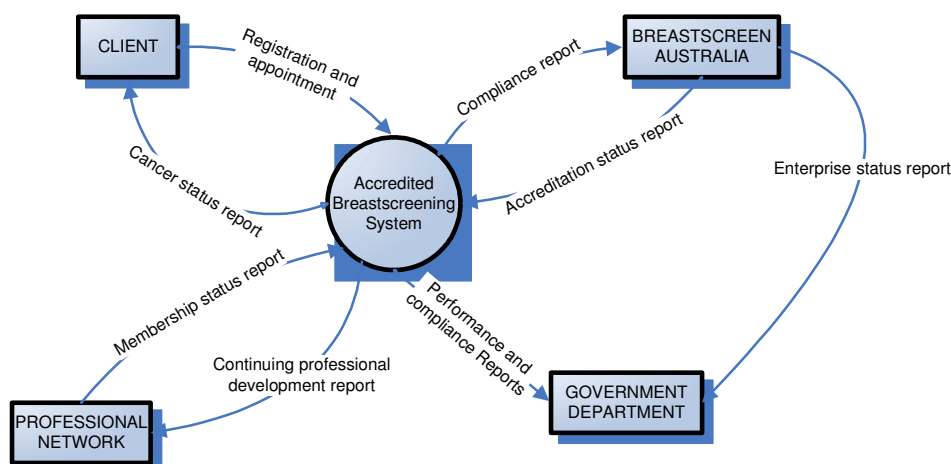 CLIENT
Registration and
appointment
Compliance report
BREASTSCREEN
AUSTRALIA
Cancer status report
Accredited
Breastscreening
System
Accreditation status report
Enterprise status report
Membership status report
Continuing professional
development report
Performance and
compliance Reports
GOVERNMENT
DEPARTMENT
PROFESSIONAL
NETWORK